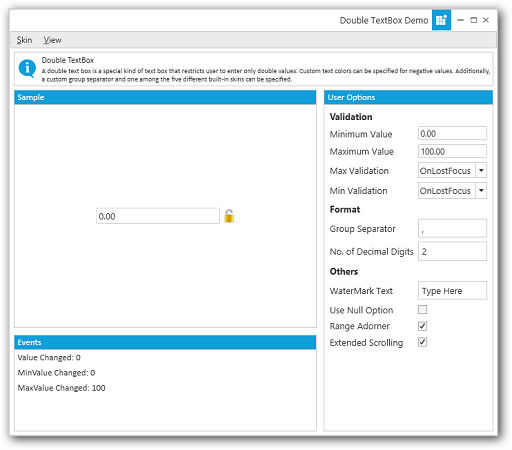 Double TextBox Demo
Skin View
Double TextBox
A double text box is a special kind of text box that restricts user to enter only double values. Custom text colors can be specified for negative values. Additionally,
a custom group separator and one among the five different built-in skins can be specified.
Sample
0.00
Events
Value Changed: 0
MinValue Changed: 0
MaxValue Changed: 100
User Options
Validation
Minimum Value 0.00
Maximum Value 100.00
Max Validation OnLostFocus
Min Validation OnLostFocus
Format
Group Separator ,
No. of Decimal Digits 2
Others
WaterMark Text Type Here
Use Null Option
Range Adorner
Extended Scrolling